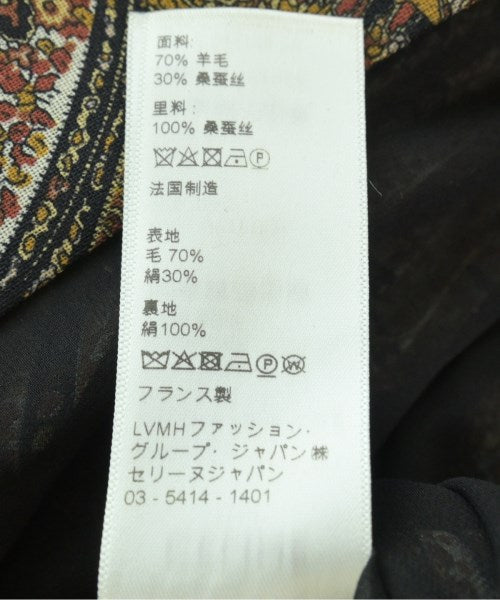 面料:
70% 羊毛
30% 桑蚕丝
里料:
100% 桑蚕丝
P
法国制造
表地
毛 70%
絹30%
裏地
絹100%
P W
フランス製
LVMHファッション·
グループ· ジャパン㈱
セリーヌジャパン
03 - 5414 - 1401